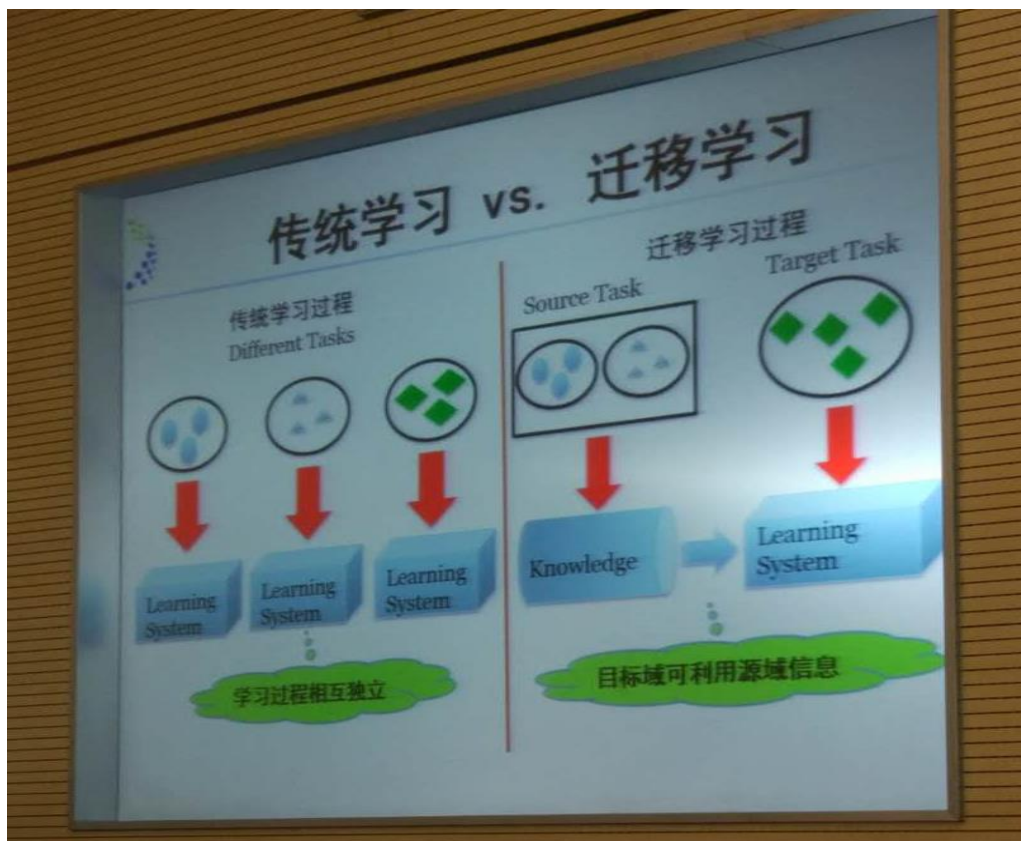 传统学习 vs. 迁移学习
传统学习过程
Different Tasks
Learning
System
Learning
System
Learning
System
学习过程相互独立
迁移学习过程
Source Task
Target Task
Knowledge
Learning
System
目标域可利用源域信息